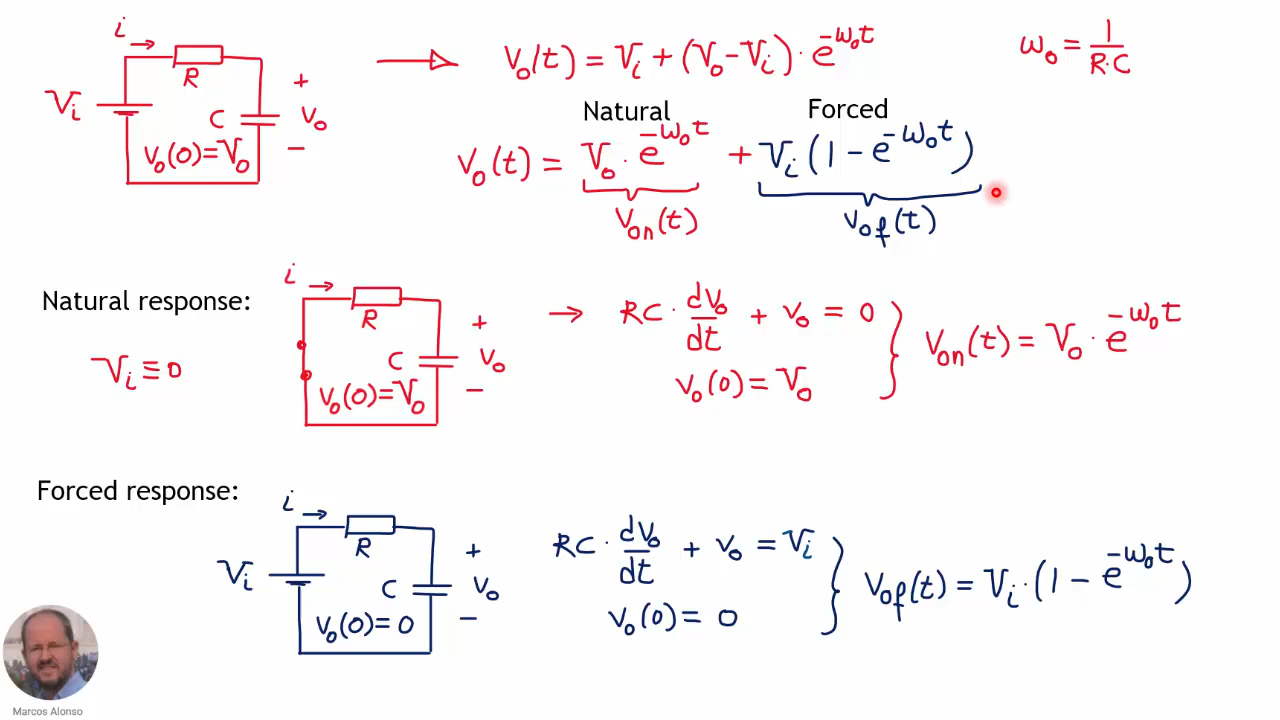 i
R
Vi
C
+
vo
−
vo(0)=Vo
vo(t) = Vi + (Vo−Vi)·e^−ωot
ωo = 1/R·C
Natural
Forced
vo(t) = Vo·e^−ωot + Vi(1−e^−ωot)
von(t)
vof(t)
Natural response:
Vi≡0
i
R
C
+
vo
−
vo(0)=Vo
RC·dvo/dt + vo = 0
vo(0) = Vo
von(t) = Vo·e^−ωot
Forced response:
i
R
Vi
C
+
vo
−
vo(0)=0
RC·dvo/dt + vo = Vi
vo(0) = 0
vof(t) = Vi·(1−e^−ωot)
Marcos Alonso